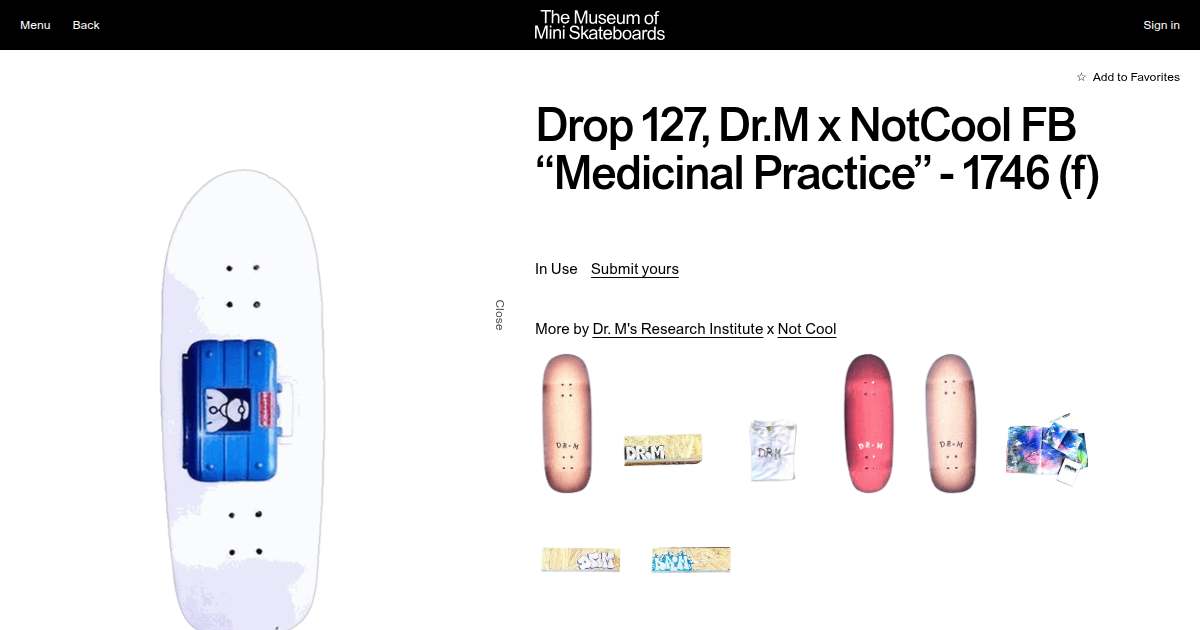 Menu
Back
The Museum of
Mini Skateboards
Sign in
☆ Add to Favorites
Drop 127, Dr.M x NotCool FB
“Medicinal Practice” - 1746 (f)
In Use
Submit yours
Close
More by Dr. M's Research Institute x Not Cool
DR•M
DR•M
DR M
DR•M
DR•M